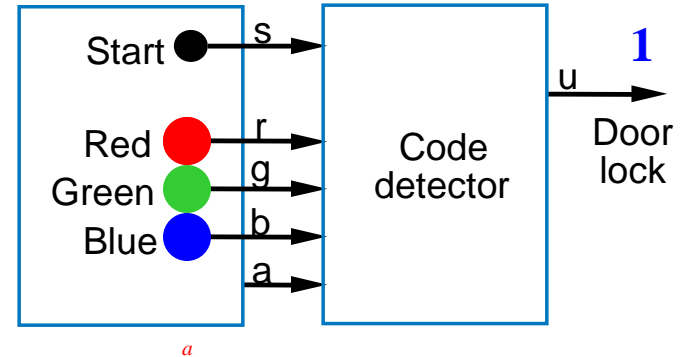 Start
s
1
u
Red
r
Code
detector
Door
lock
Green
g
Blue
b
a
a